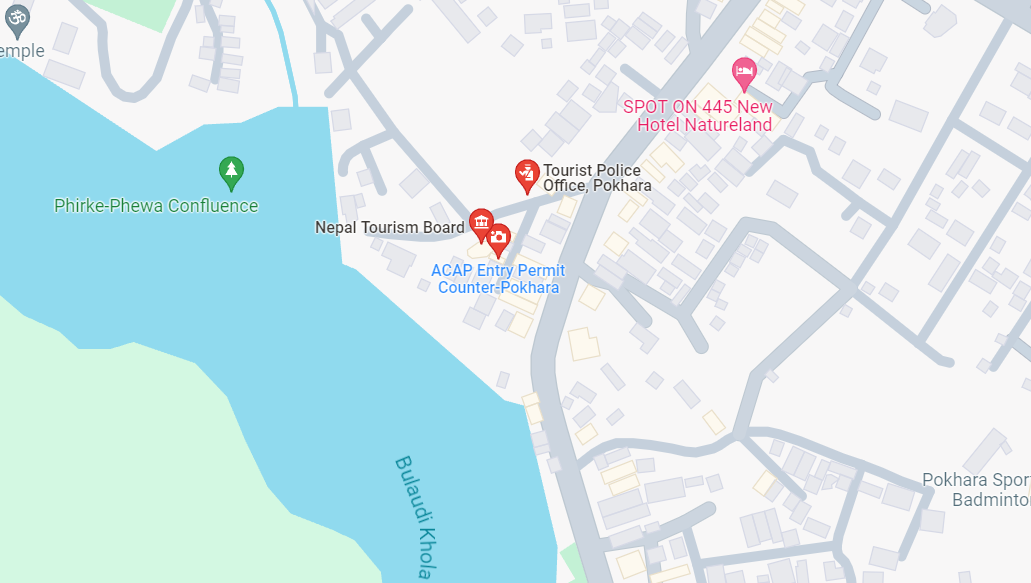 emple
SPOT ON 445 New
Hotel Natureland
Tourist Police
Office, Pokhara
Phirke-Phewa Confluence
Nepal Tourism Board
ACAP Entry Permit
Counter-Pokhara
Bulaudi Khola
Pokhara Spor
Badminto